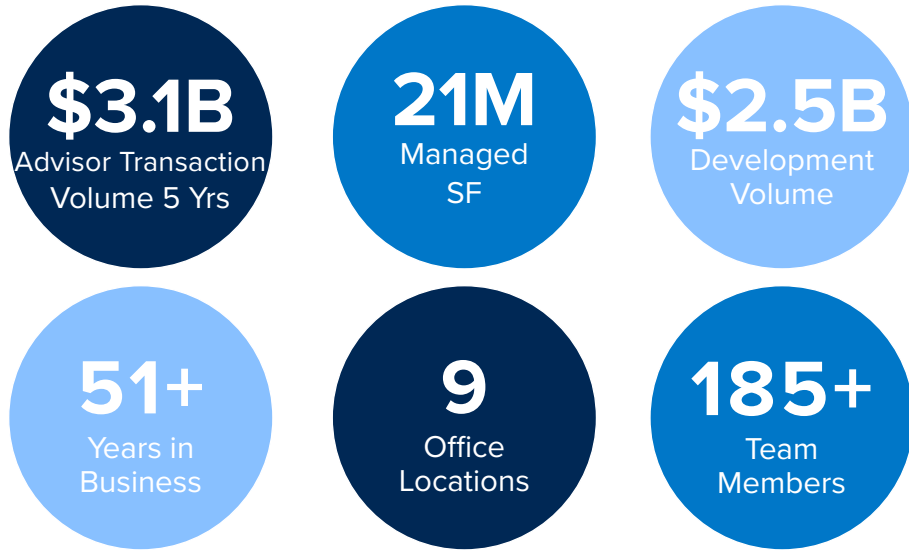 $3.1B
Advisor Transaction
Volume 5 Yrs
21M
Managed
SF
$2.5B
Development
Volume
51+
Years in
Business
9
Office
Locations
185+
Team
Members